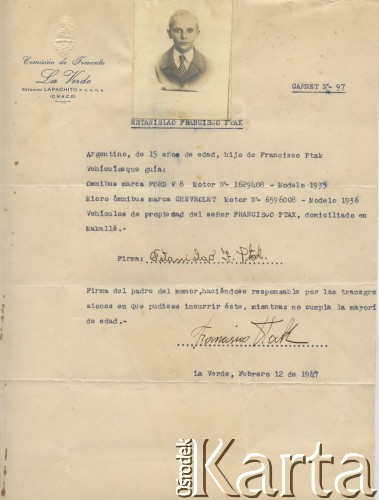 Comisión de Fomento
La Verde
Estación LAPACHITO F.C.C.N.A.
(CHACO)
CARNET Nº 97
ESTANISLAO FRANCISCO PTAK
Argentino, de 15 años de edad, hijo de Francisco Ptak
Vehículos que guía:
Omnibus marca FORD V 8 Motor Nº 1629408 - Modelo 1935
Micro ómnibus marca CHEVROLET Motor Nº 6596008 - Modelo 1936
Vehículos de propiedad del señor FRANCISCO PTAK, domiciliado en
Makallé.-
Firma: Estanislao F. Ptak
Firma del padre del menor, haciéndose responsable por las transgre
siones en que pudiese incurrir éste, mientras no cumpla la mayorí
de edad.-
Francisco Ptak
La Verde, Febrero 12 de 1947
Ośrodek
Karta